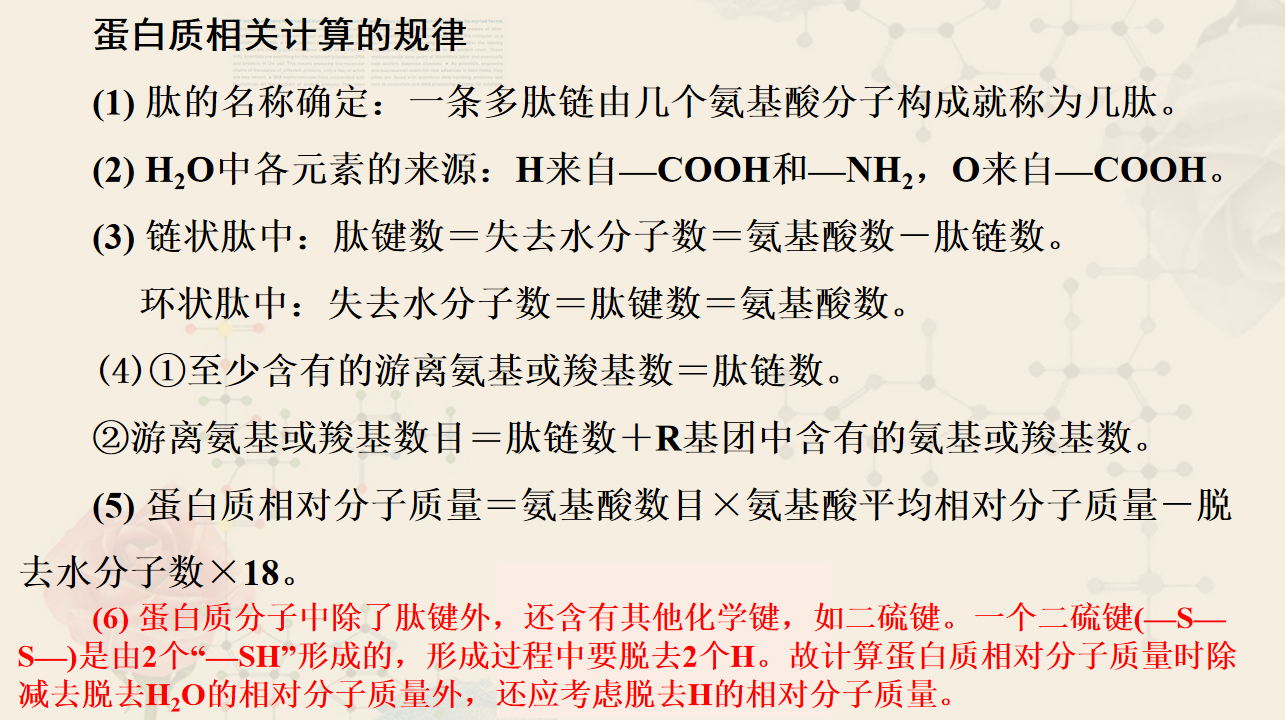 蛋白质相关计算的规律
(1) 肽的名称确定：一条多肽链由几个氨基酸分子构成就称为几肽。
(2) H₂O中各元素的来源：H来自—COOH和—NH₂，O来自—COOH。
(3) 链状肽中：肽键数＝失去水分子数＝氨基酸数－肽链数。
环状肽中：失去水分子数＝肽键数＝氨基酸数。
(4)①至少含有的游离氨基或羧基数＝肽链数。
②游离氨基或羧基数目＝肽链数＋R基团中含有的氨基或羧基数。
(5) 蛋白质相对分子质量＝氨基酸数目×氨基酸平均相对分子质量－脱
去水分子数×18。
(6) 蛋白质分子中除了肽键外，还含有其他化学键，如二硫键。一个二硫键(—S—
S—)是由2个“—SH”形成的，形成过程中要脱去2个H。故计算蛋白质相对分子质量时除
减去脱去H₂O的相对分子质量外，还应考虑脱去H的相对分子质量。